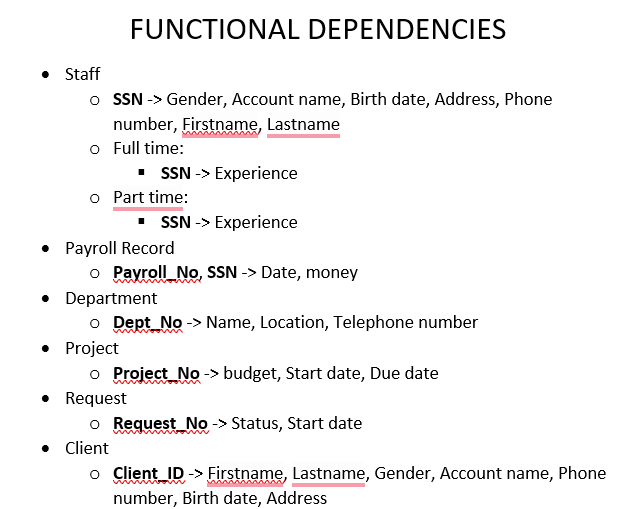 FUNCTIONAL DEPENDENCIES
• Staff
o SSN -> Gender, Account name, Birth date, Address, Phone
number, Firstname, Lastname
o Full time:
▪ SSN -> Experience
o Part time:
▪ SSN -> Experience
• Payroll Record
o Payroll_No, SSN -> Date, money
• Department
o Dept_No -> Name, Location, Telephone number
• Project
o Project_No -> budget, Start date, Due date
• Request
o Request_No -> Status, Start date
• Client
o Client_ID -> Firstname, Lastname, Gender, Account name, Phone
number, Birth date, Address